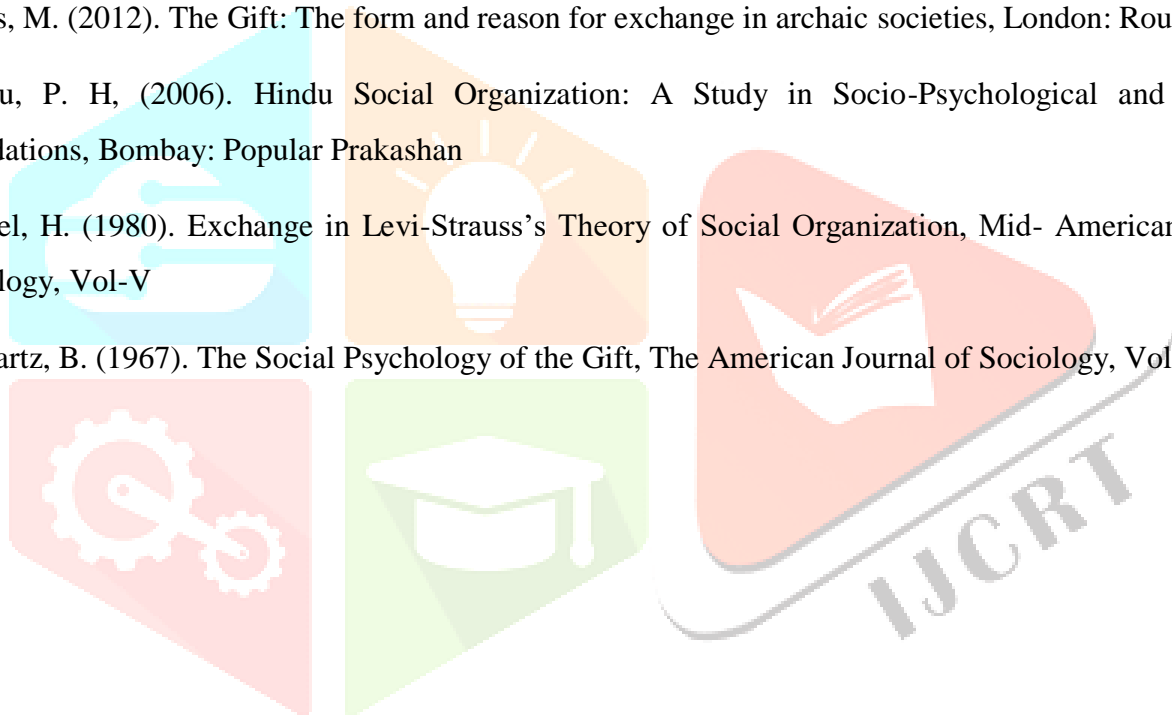 s, M. (2012). The Gift: The form and reason for exchange in archaic societies, London: Rou
u, P. H, (2006). Hindu Social Organization: A Study in Socio-Psychological and
dations, Bombay: Popular Prakashan
el, H. (1980). Exchange in Levi-Strauss’s Theory of Social Organization, Mid- American
logy, Vol-V
artz, B. (1967). The Social Psychology of the Gift, The American Journal of Sociology, Vol
IJCRT